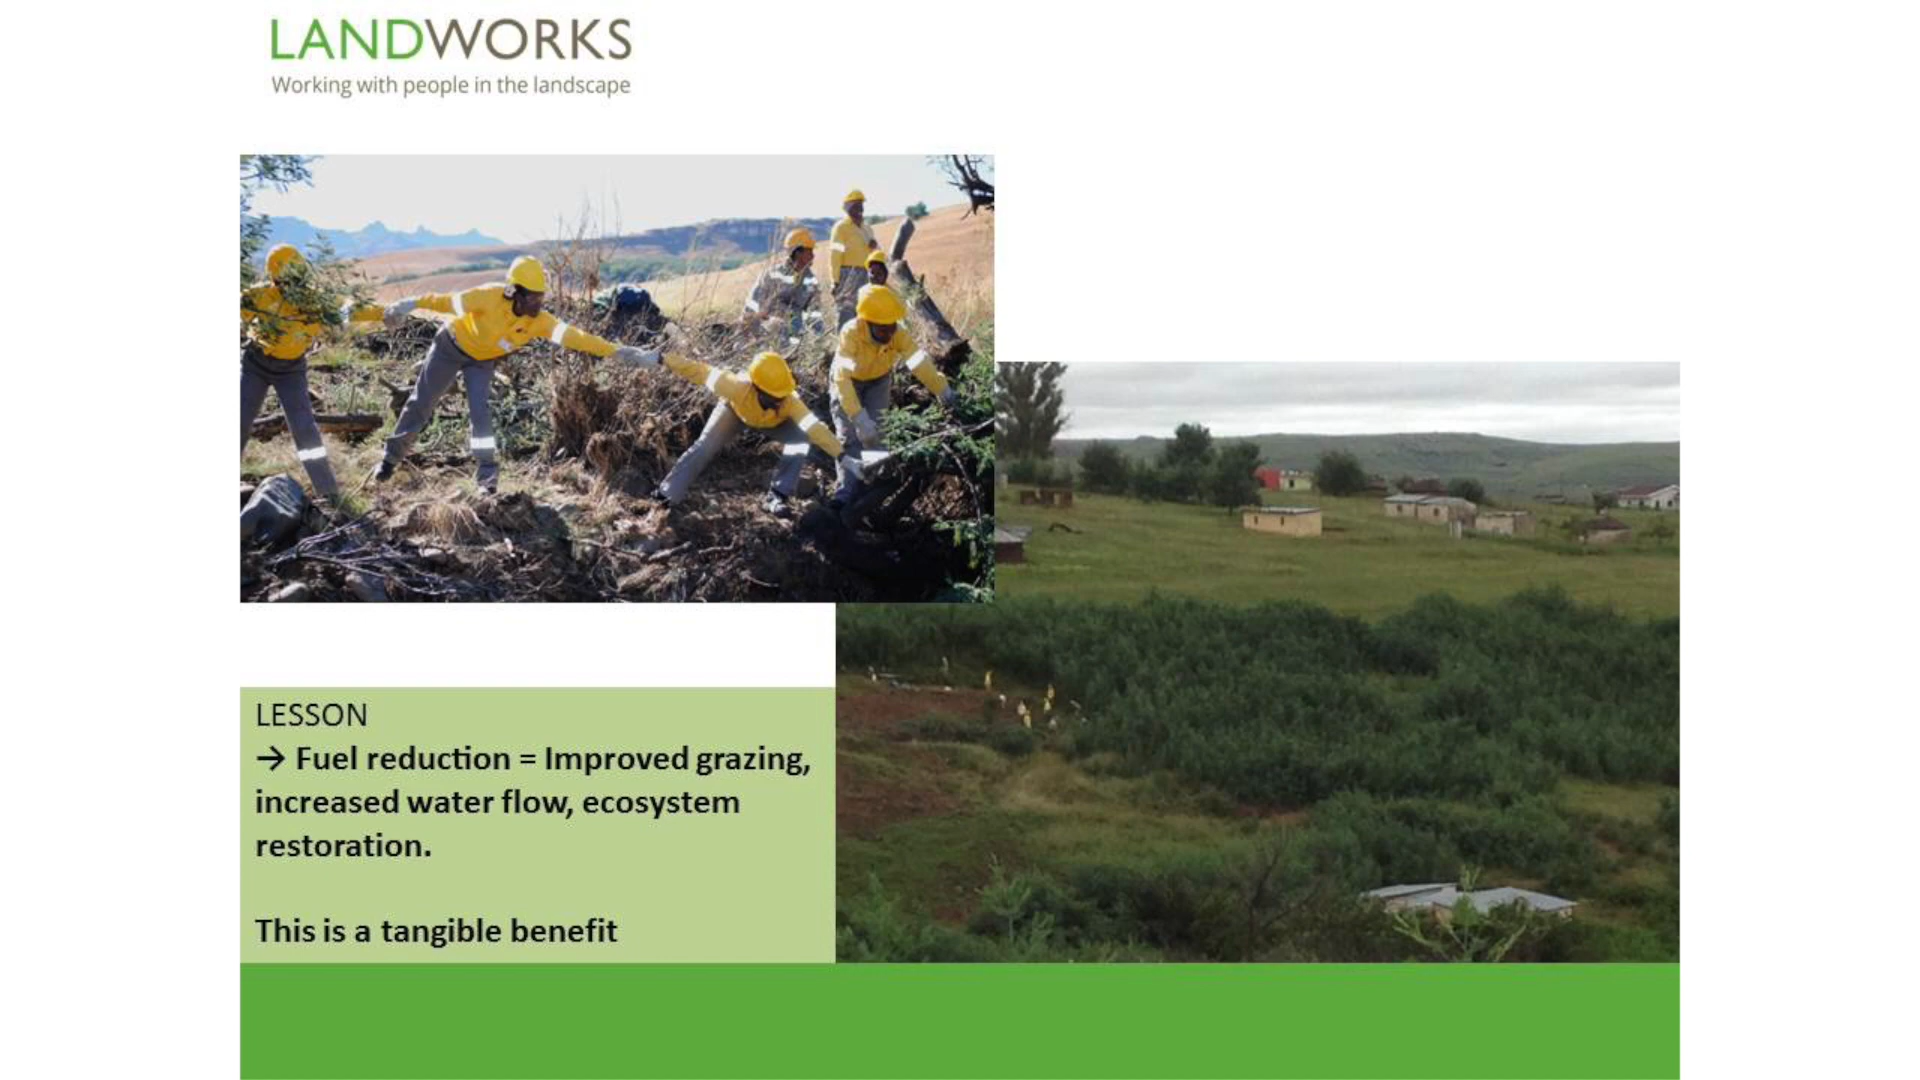 LANDWORKS
Working with people in the landscape
LESSON
→ Fuel reduction = Improved grazing,
increased water flow, ecosystem
restoration.
This is a tangible benefit